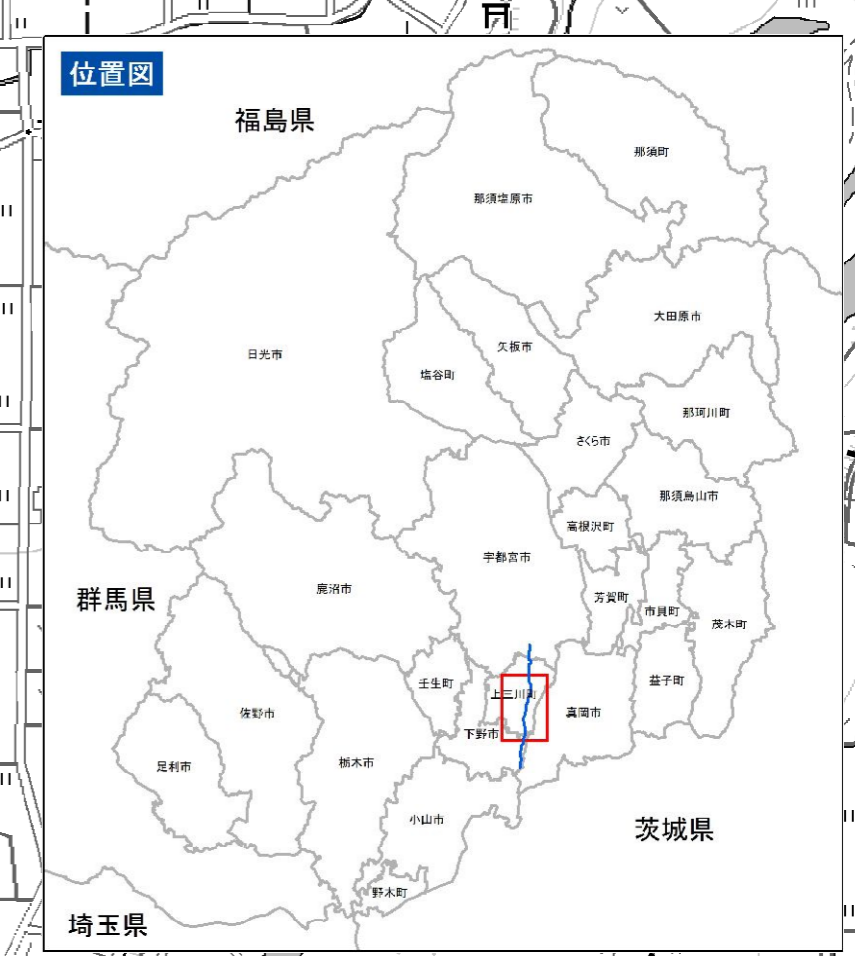 位置図
福島県
那須町
那須塩原市
大田原市
矢板市
日光市
塩谷町
那珂川町
さくら市
那須烏山市
高根沢町
宇都宮市
鹿沼市
群馬県
芳賀町
市貝町
茂木町
壬生町
益子町
上三川町
佐野市
真岡市
下野市
栃木市
足利市
小山市
茨城県
野木町
埼玉県